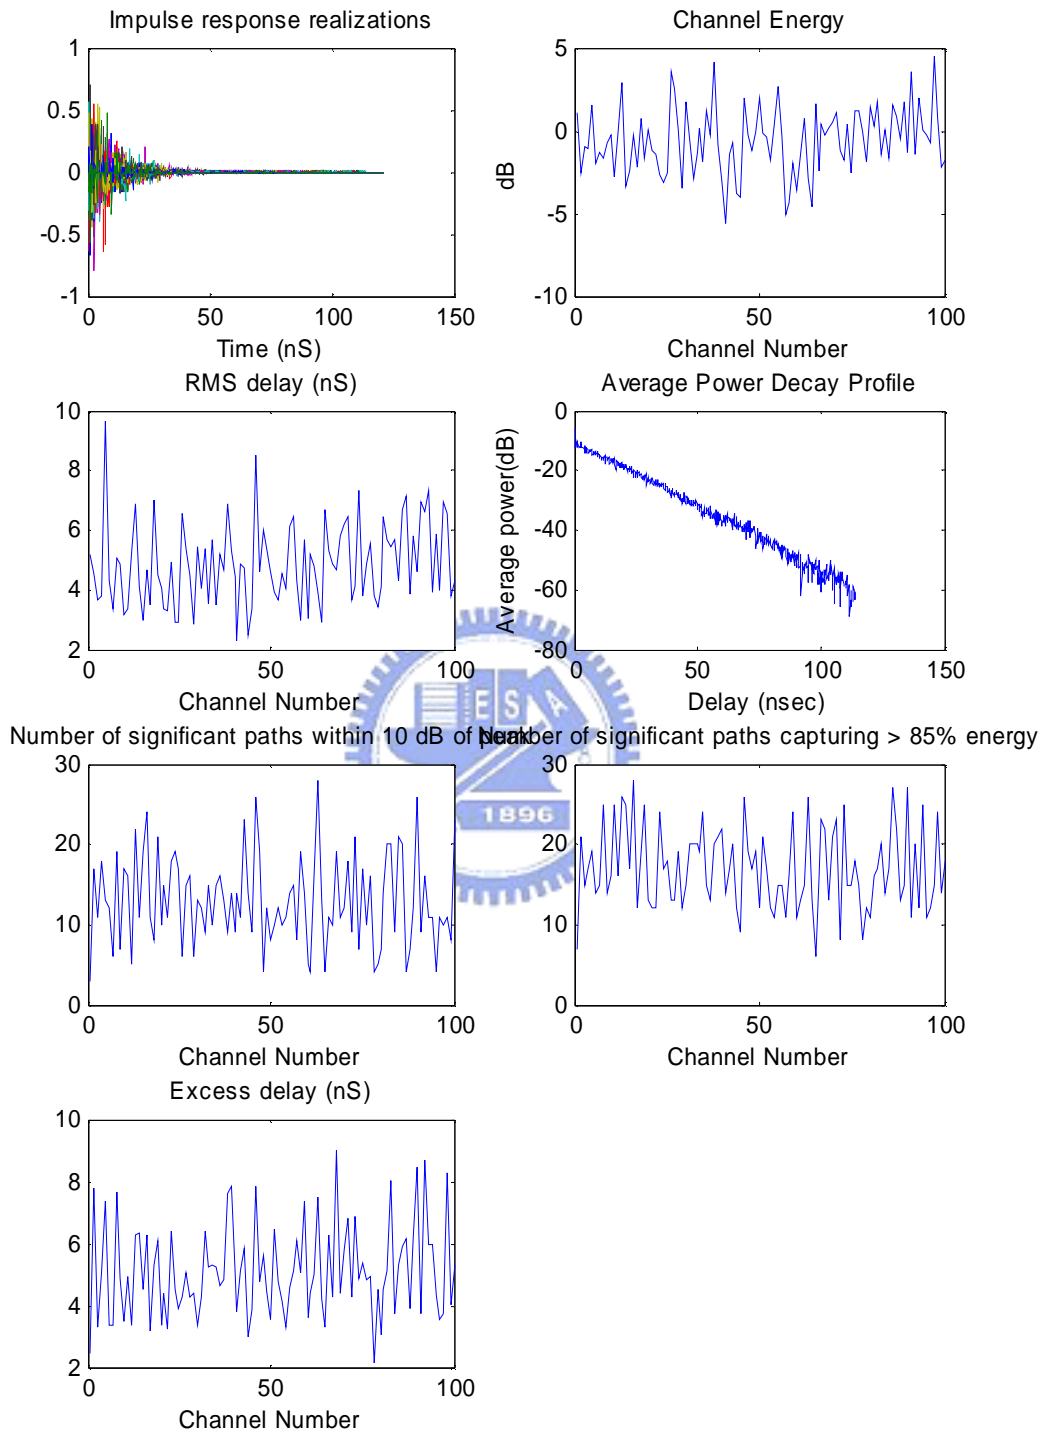 Impulse response realizations
1
0.5
0
-0.5
-1
0 50 100 150
Time (nS)
Channel Energy
5
0
-5
-10
dB
0 50 100
Channel Number
RMS delay (nS)
10
8
6
4
2
0 50 100
Channel Number
Average Power Decay Profile
0
-20
-40
-60
-80
Average power(dB)
0 50 100 150
Delay (nsec)
Number of significant paths within 10 dB of peak
30
20
10
0
0 50 100
Channel Number
Number of significant paths capturing > 85% energy
30
20
10
0
0 50 100
Channel Number
Excess delay (nS)
10
8
6
4
2
0 50 100
Channel Number
E S A
1896